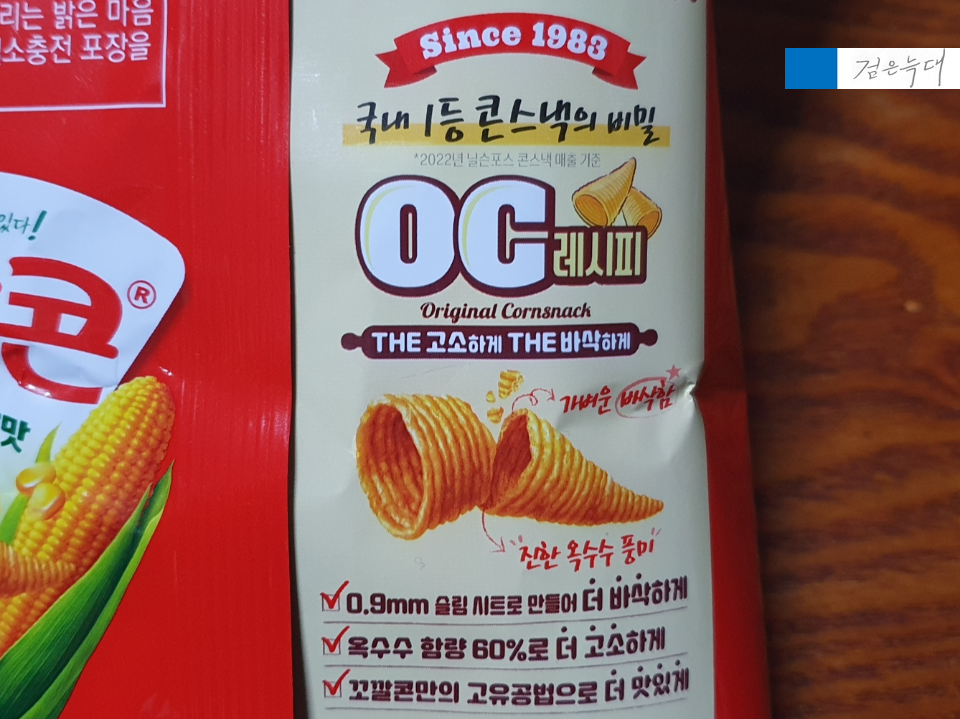 리는 밝은 마음
소충전 포장을
있다!
콘®
맛
Since 1983
국내 1등 콘스낵의 비밀
*2022년 닐슨포스 콘스낵 매출 기준
OC 레시피
Original Cornsnack
THE 고소하게 THE 바삭하게
가벼운 바삭함
"진한 옥수수 풍미"
0.9mm 슬림 시트로 만들어 더 바삭하게
옥수수 함량 60%로 더 고소하게
꼬깔콘만의 고유공법으로 더 맛있게
검은늑대